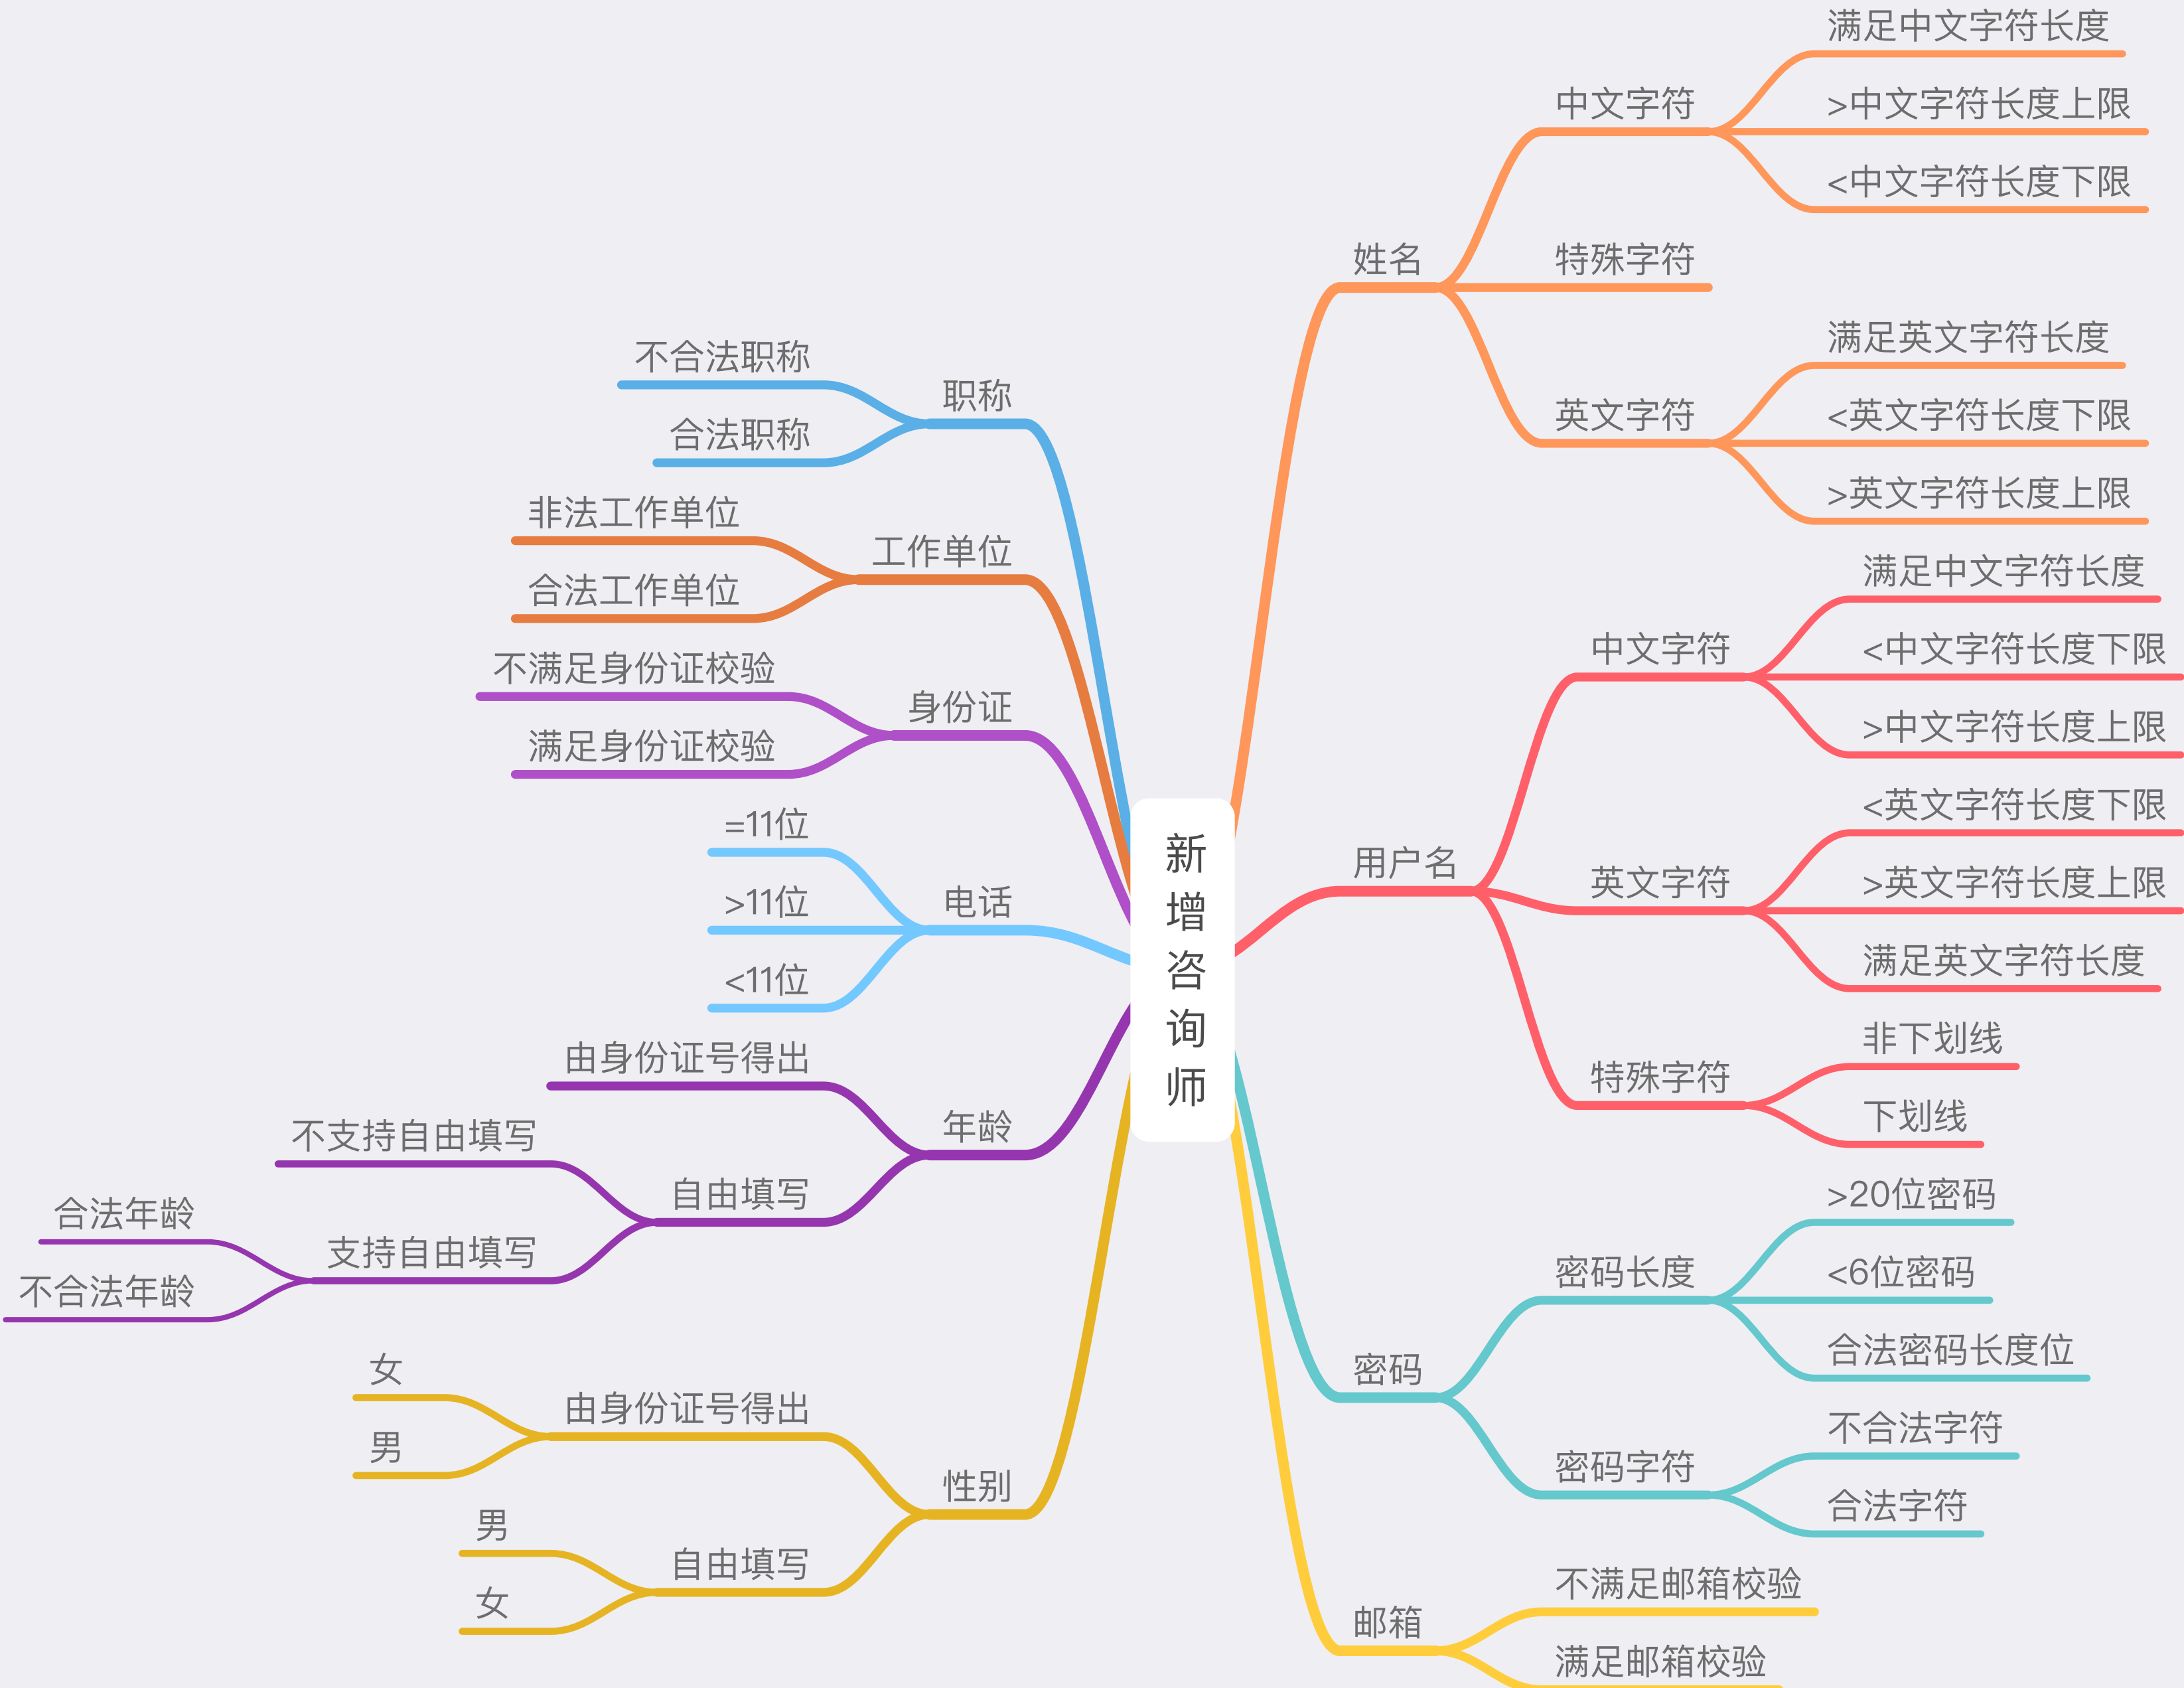 新增咨询师
姓名
中文字符
满足中文字符长度
>中文字符长度上限
<中文字符长度下限
特殊字符
英文字符
满足英文字符长度
<英文字符长度下限
>英文字符长度上限
用户名
中文字符
满足中文字符长度
<中文字符长度下限
>中文字符长度上限
英文字符
<英文字符长度下限
>英文字符长度上限
满足英文字符长度
特殊字符
非下划线
下划线
密码
密码长度
>20位密码
<6位密码
合法密码长度位
密码字符
不合法字符
合法字符
邮箱
不满足邮箱校验
满足邮箱校验
职称
不合法职称
合法职称
工作单位
非法工作单位
合法工作单位
身份证
不满足身份证校验
满足身份证校验
电话
=11位
>11位
<11位
年龄
由身份证号得出
自由填写
不支持自由填写
支持自由填写
合法年龄
不合法年龄
性别
由身份证号得出
女
男
自由填写
男
女